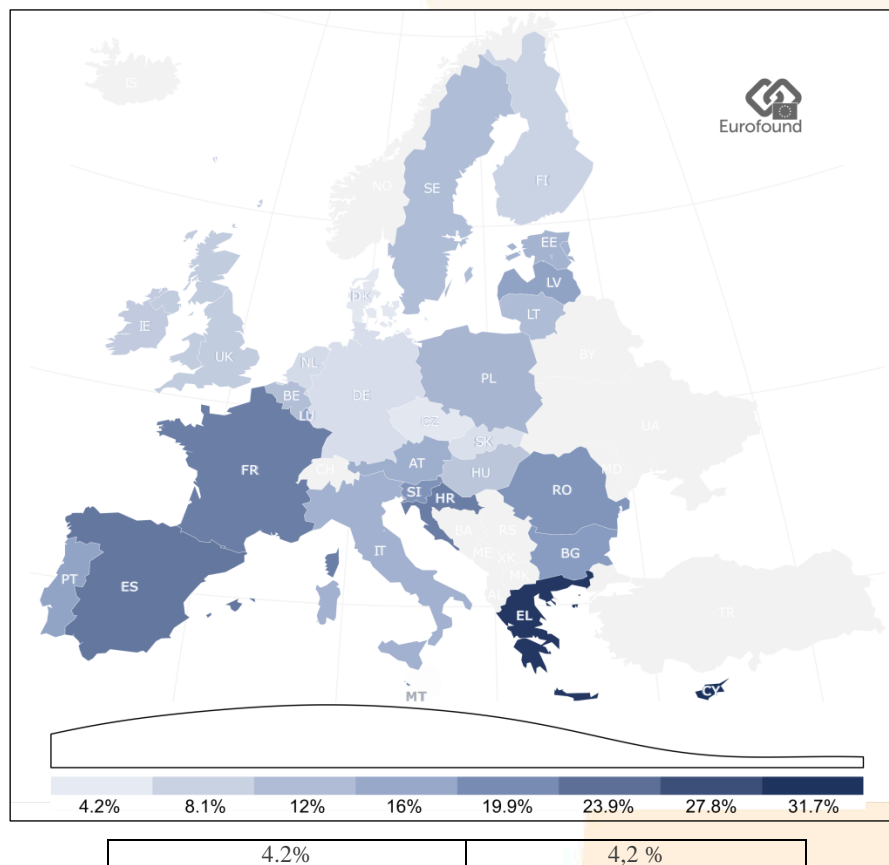 IS
Eurofound
NO
SE
FI
EE
LV
DK
LT
IE
UK
NL
BY
BE
DE
PL
LU
CZ
UA
SK
FR
CH
AT
HU
MD
SI
HR
RO
BA
RS
IT
ME
XK
BG
PT
ES
MK
AL
EL
TR
CY
MT
4.2% 8.1% 12% 16% 19.9% 23.9% 27.8% 31.7%
4.2% 4,2 %